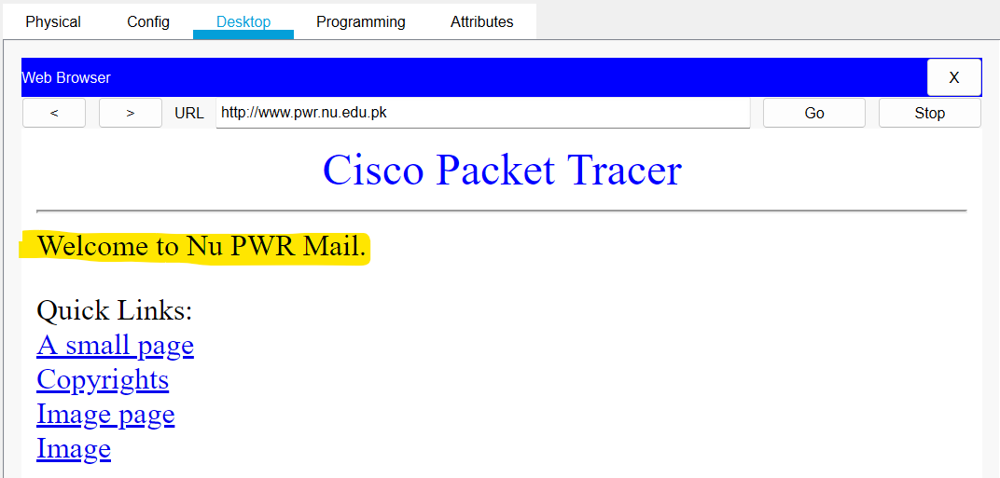 Physical Config Desktop Programming Attributes
Web Browser X
< > URL http://www.pwr.nu.edu.pk Go Stop
Cisco Packet Tracer
Welcome to Nu PWR Mail.
Quick Links:
A small page
Copyrights
Image page
Image